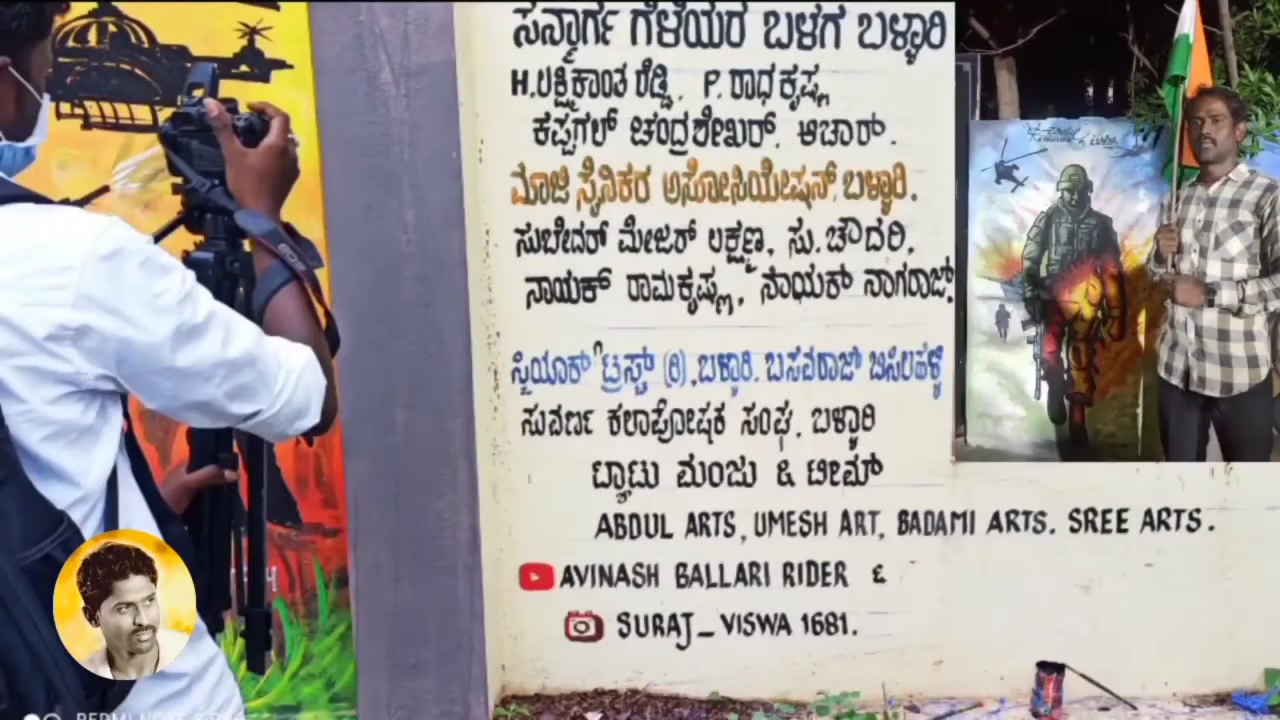 ಸನ್ಮಾರ್ಗ ಗೆಳೆಯರ ಬಳಗ ಬಳ್ಳಾರಿ
H.ಲಕ್ಷ್ಮಿಕಾಂತ ರೆಡ್ಡಿ. P. ರಾಧಕೃಷ್ಣ
ಕಪ್ಪಗಲ್ ಚಂದ್ರಶೇಖರ್. ಆಚಾರ್.
ಮಾಜಿ ಸೈನಿಕರ ಅಸೋಸಿಯೇಷನ್ ಬಳ್ಳಾರಿ.
ಸುಬೇದರ್ ಮೇಜರ್ ಲಕ್ಷ್ಮಣ, ಸು.ಚೌದರಿ,
ನಾಯಕ್ ರಾಮಕೃಷ್ಣ, ನಾಯಕ್ ನಾಗರಾಜ್.
ಟ್ರಸ್ಟ್ (ರಿ), ಬಳ್ಳಾರಿ. ಬಸವರಾಜ್ ಬಿಸಿಲಹಳ್ಳಿ
ಸುವರ್ಣ ಕಲಾಪೋಷಕ ಸಂಘ. ಬಳ್ಳಾರಿ
ಟ್ಯಾಟು ಮಂಜು & ಟೀಮ್
ABDUL ARTS, UMESH ART, BADAMI ARTS. SREE ARTS.
AVINASH BALLARI RIDER &
SURAJ_VISWA 1681.